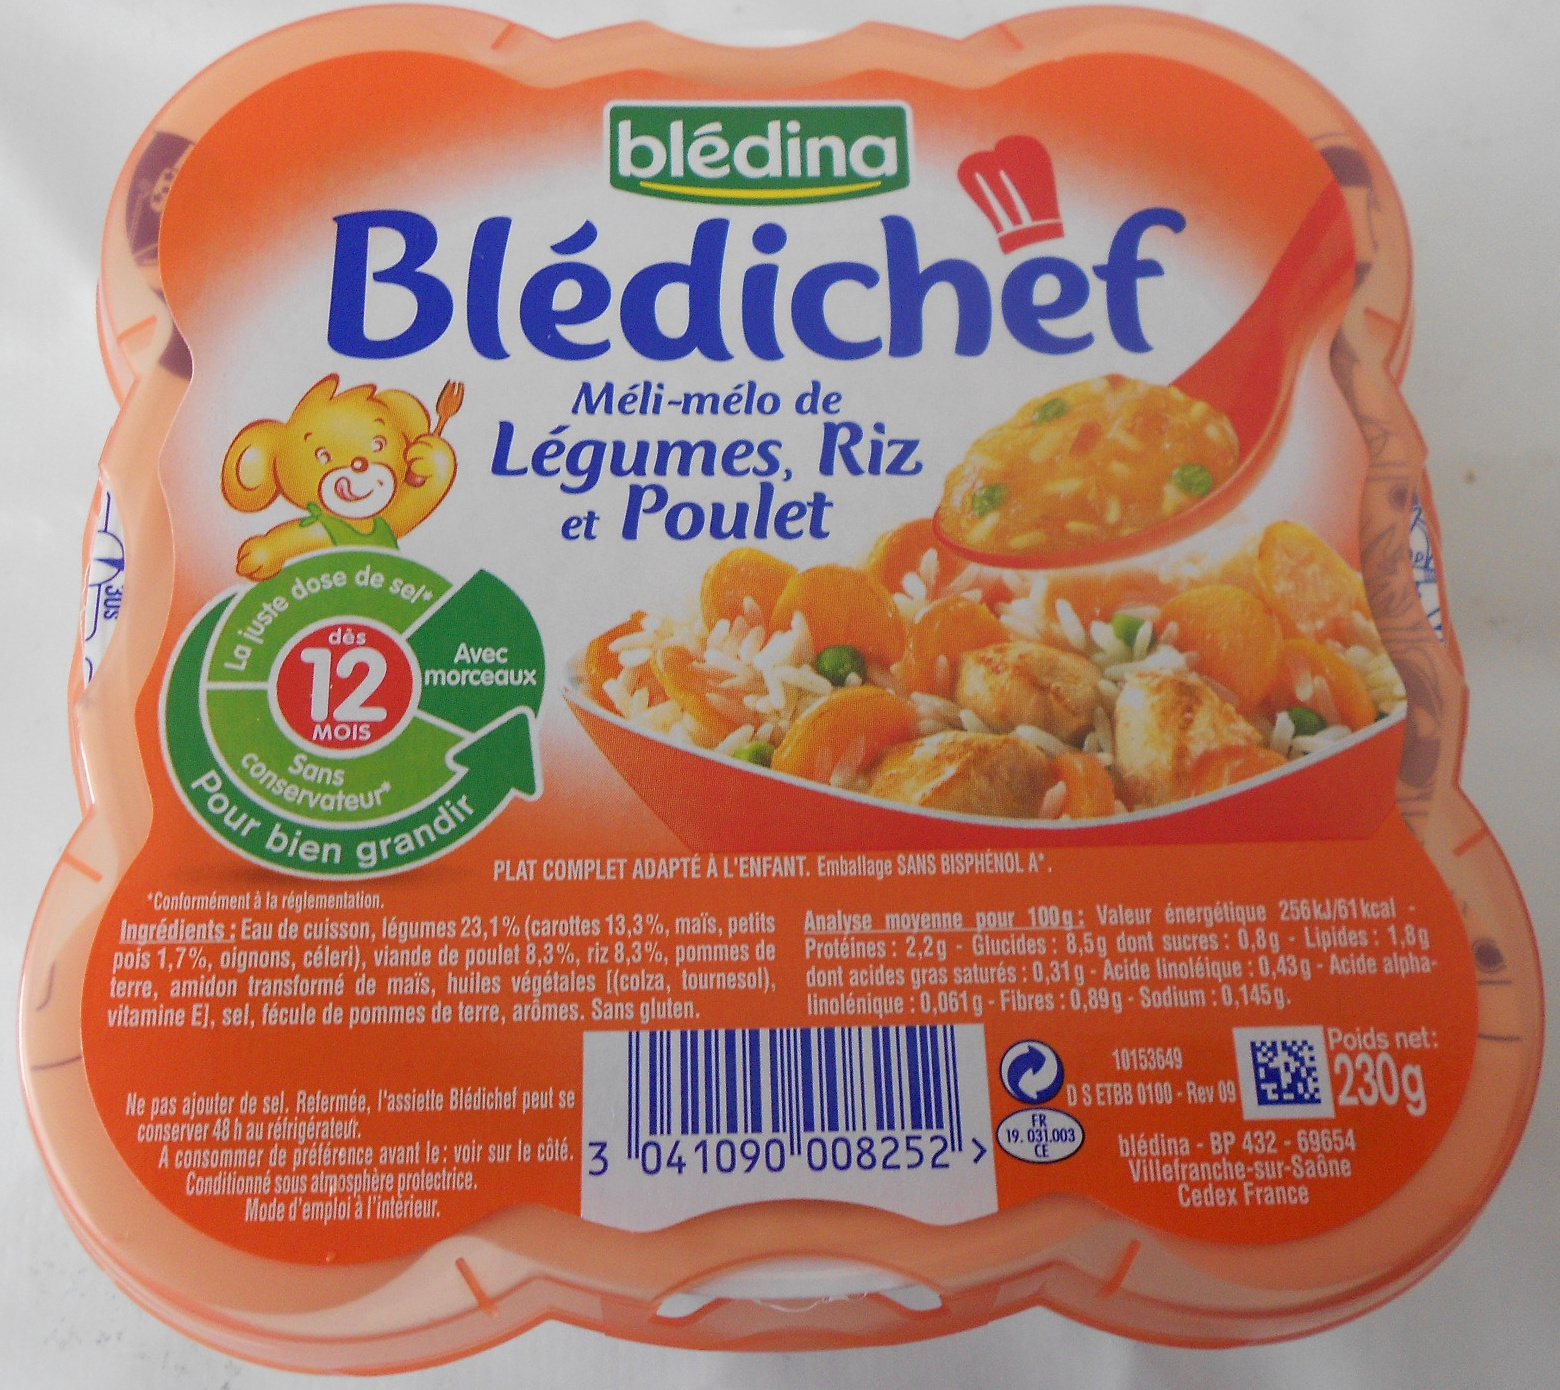 blédina
Blédichef
Méli-mélo de
Légumes, Riz
et Poulet
La juste dose de sel*
dès
12
MOIS
Avec
morceaux
Sans
conservateur*
Pour bien grandir
PLAT COMPLET ADAPTÉ À L'ENFANT. Emballage SANS BISPHÉNOL A*.
*Conformément à la réglementation.
Ingrédients : Eau de cuisson, légumes 23,1% (carottes 13,3%, maïs, petits
pois 1,7%, oignons, céleri), viande de poulet 8,3%, riz 8,3%, pommes de
terre, amidon transformé de maïs, huiles végétales [(colza, tournesol),
vitamine E], sel, fécule de pommes de terre, arômes. Sans gluten.
Analyse moyenne pour 100g : Valeur énergétique 256kJ/61kcal -
Protéines : 2,2g - Glucides : 8,5g dont sucres : 0,8g - Lipides : 1,8g
dont acides gras saturés : 0,31g - Acide linoléique : 0,43g - Acide alpha-
linolénique : 0,061g - Fibres : 0,89g - Sodium : 0,145g.
Ne pas ajouter de sel. Refermée, l'assiette Blédichef peut se
conserver 48 h au réfrigérateur.
A consommer de préférence avant le : voir sur le côté.
Conditionné sous atmosphère protectrice.
Mode d'emploi à l'intérieur.
3 041090 008252 >
10153649
D S ETBB 0100 - Rev 09
FR
19. 031.003
CE
Poids net:
230g
blédina - BP 432 - 69654
Villefranche-sur-Saône
Cedex France